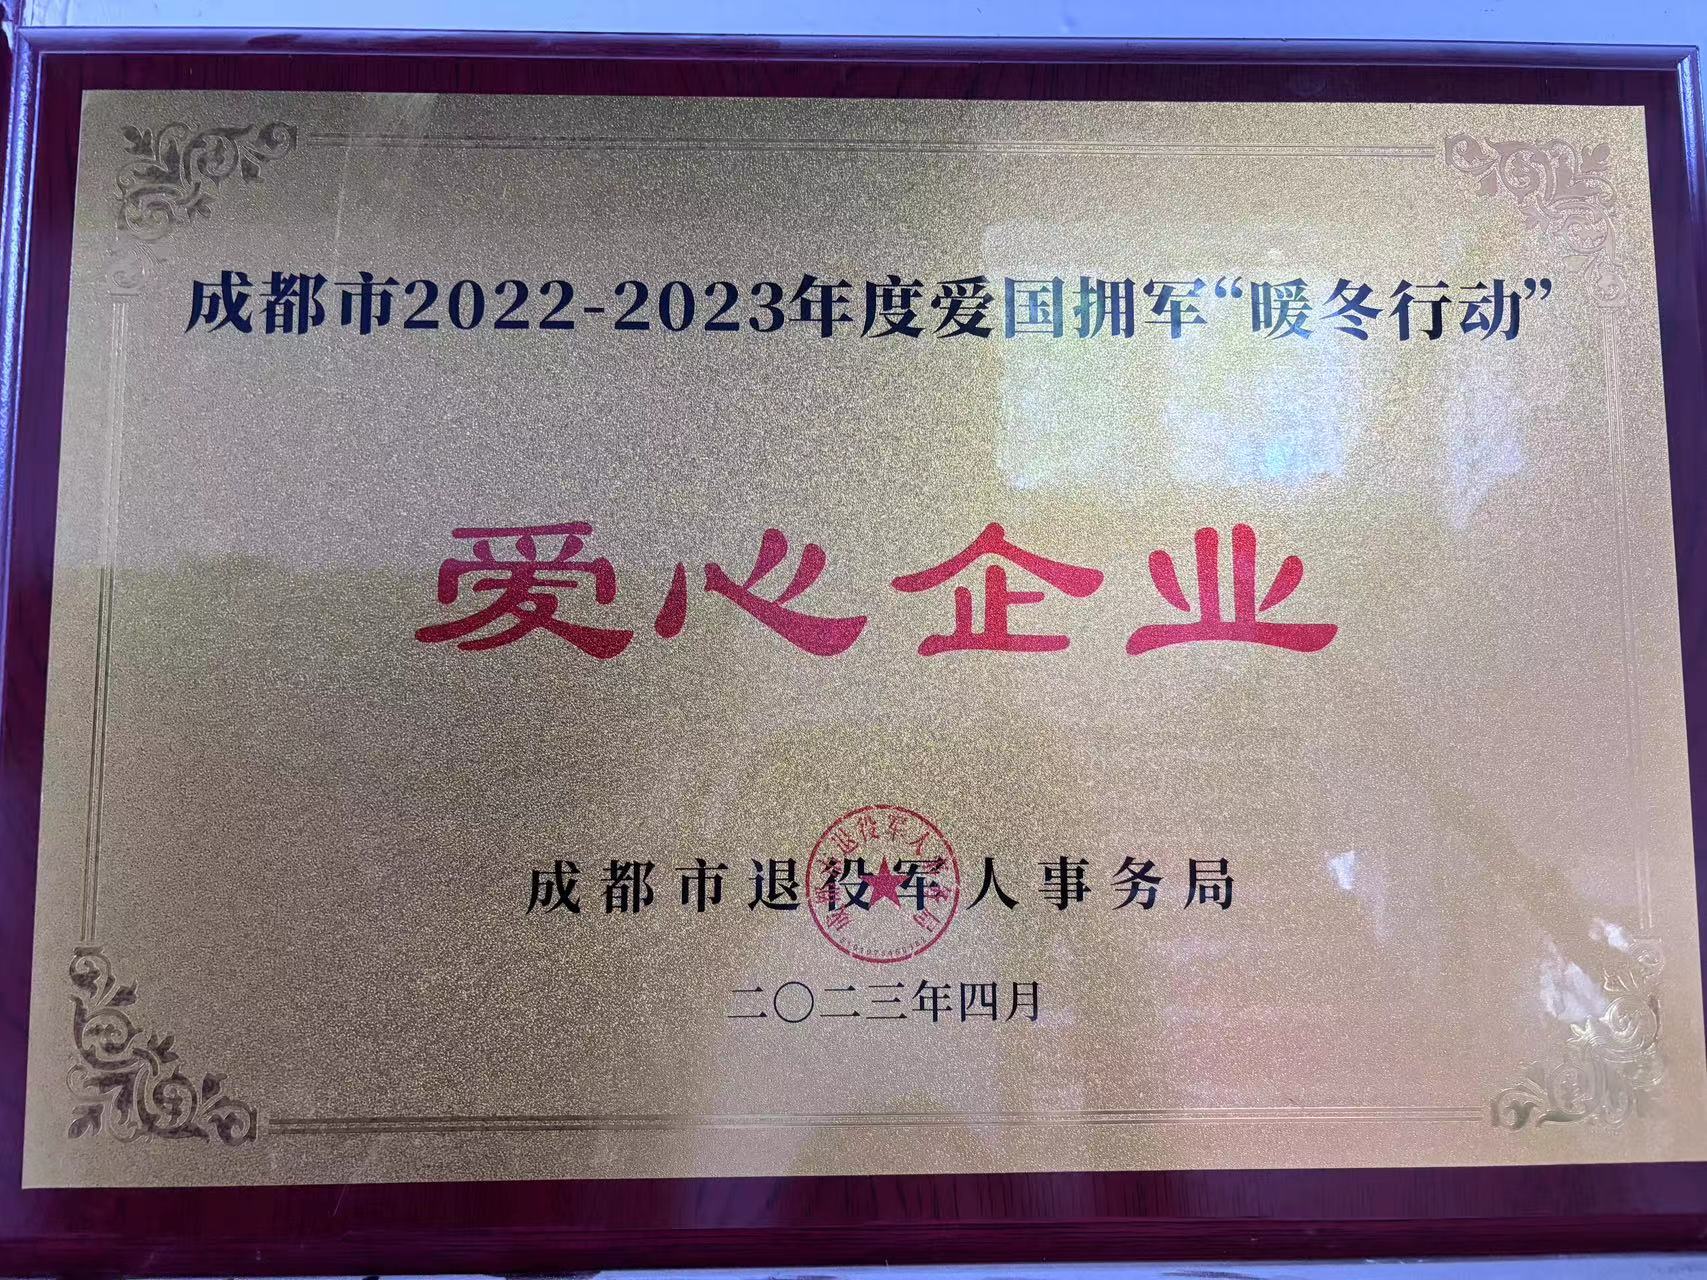 成都市2022-2023年度爱国拥军“暖冬行动”
爱心企业
成都市退役军人事务局
二〇二三年四月